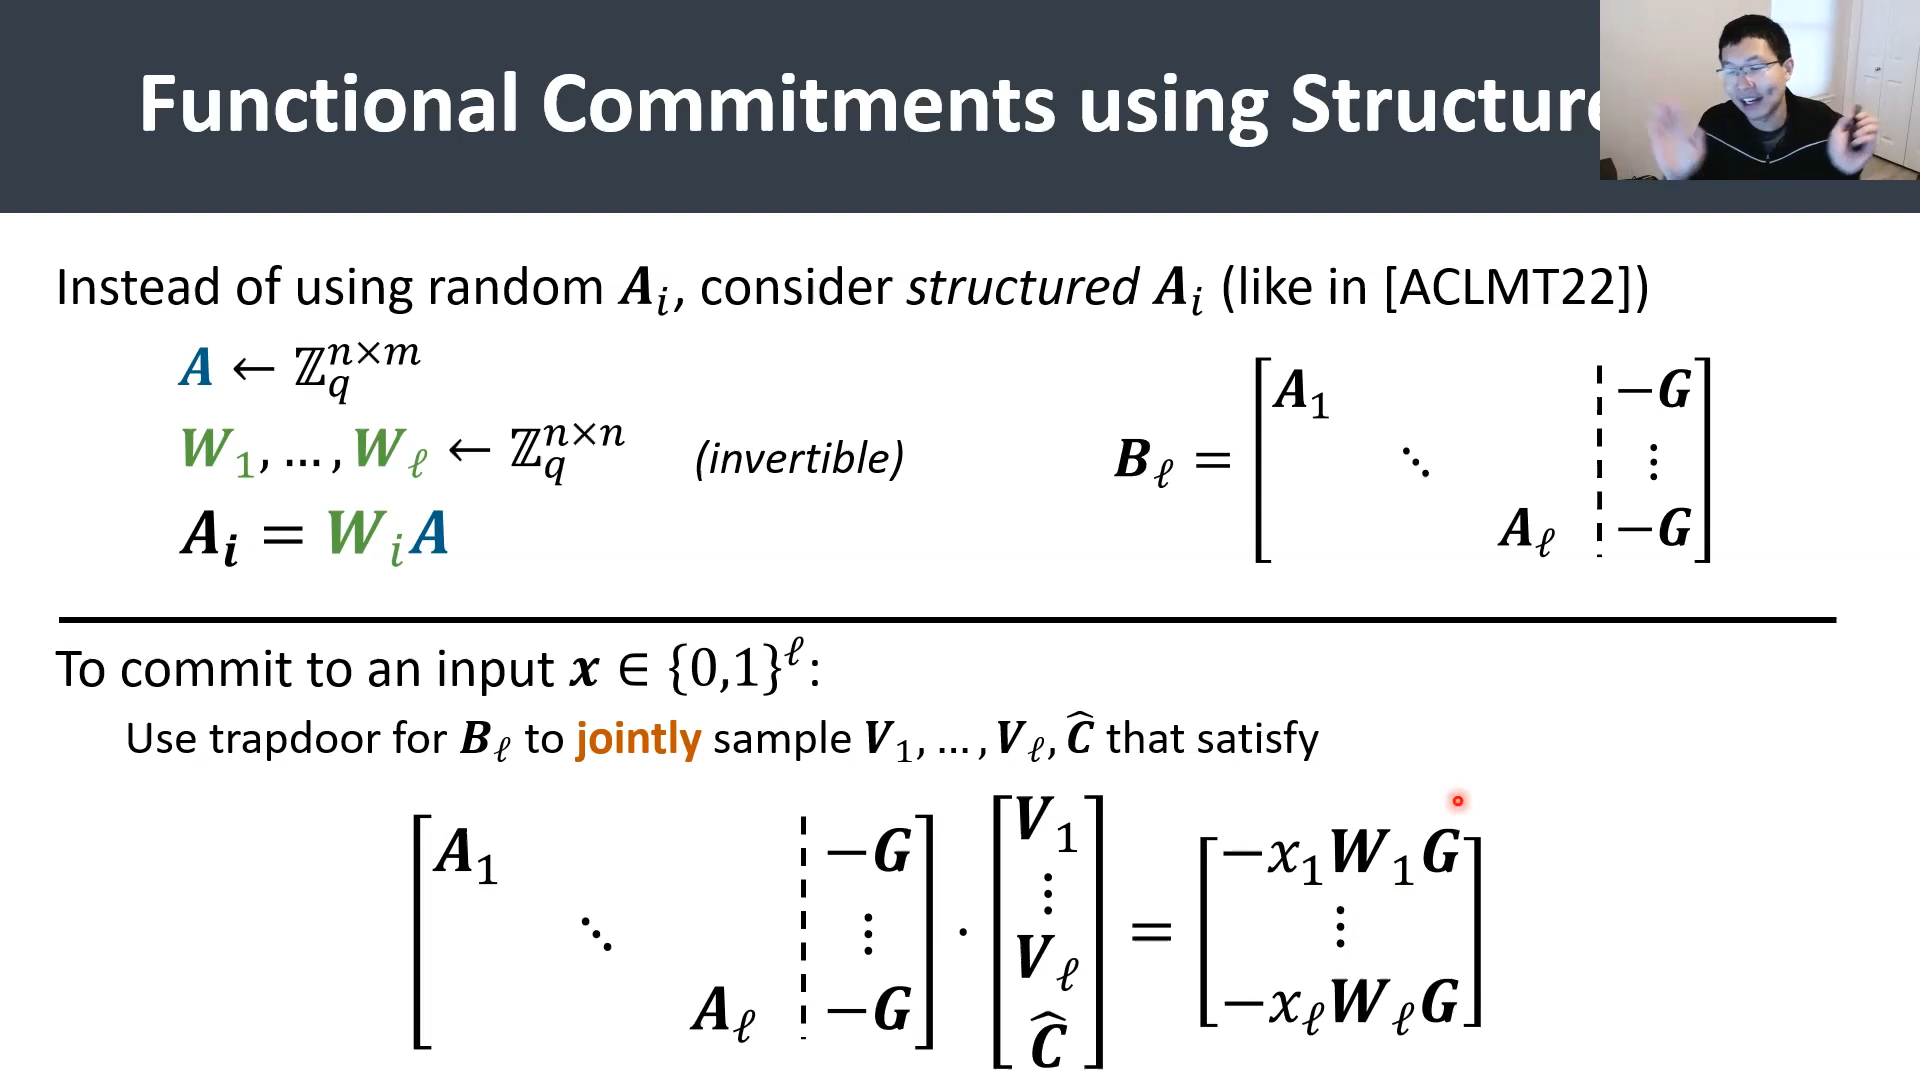 Functional Commitments using Structure
Instead of using random 𝑨ᵢ, consider structured 𝑨ᵢ (like in [ACLMT22])
𝑨 ← ℤ_q^{n×m}
𝑾₁, …, 𝑾_ℓ ← ℤ_q^{n×n} (invertible)
𝑨ᵢ = 𝑾ᵢ𝑨
𝑩_ℓ = [ 𝑨₁ ⋱ 𝑨_ℓ | −𝑮 ⋮ −𝑮 ]
To commit to an input 𝒙 ∈ {0,1}^ℓ:
Use trapdoor for 𝑩_ℓ to jointly sample 𝑽₁, …, 𝑽_ℓ, 𝑪̂ that satisfy
[ 𝑨₁ ⋱ 𝑨_ℓ | −𝑮 ⋮ −𝑮 ] · [ 𝑽₁ ⋮ 𝑽_ℓ 𝑪̂ ] = [ −x₁𝑾₁𝑮 ⋮ −x_ℓ𝑾_ℓ𝑮 ]